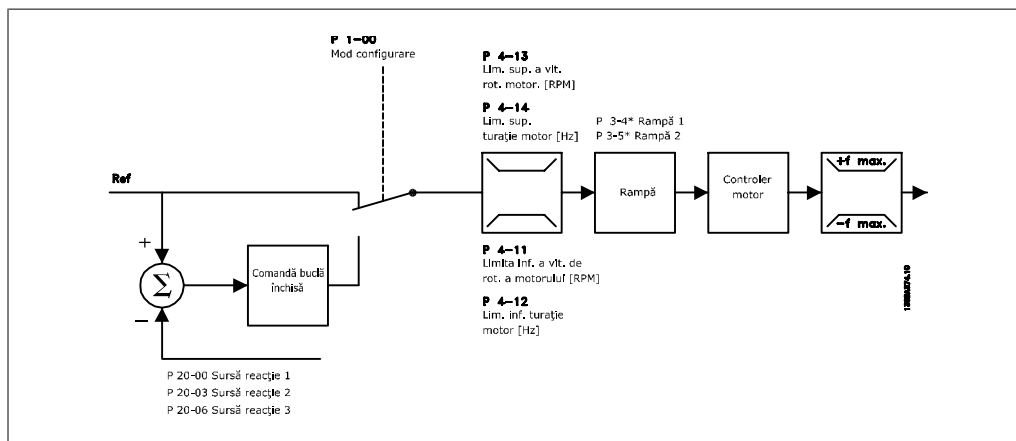 P 1-00
Mod configurare
P 4-13
Lim. sup. a vit.
rot. motor. [RPM]
P 4-14
Lim. sup.
turație motor [Hz]
P 3-4* Rampă 1
P 3-5* Rampă 2
Ref
+
Σ
−
Comandă buclă
închisă
Rampă
Controler
motor
+f max.
−f max.
P 4-11
Limita inf. a vit. de
rot. a motorului [RPM]
P 4-12
Lim. inf. turație
motor [Hz]
P 20-00 Sursă reacție 1
P 20-03 Sursă reacție 2
P 20-06 Sursă reacție 3